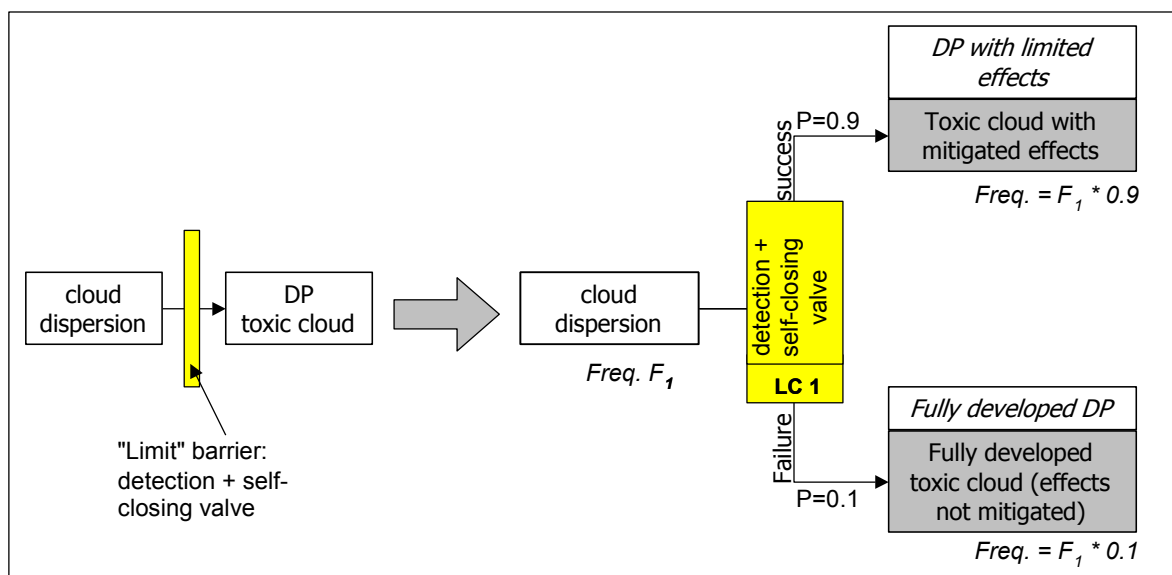 cloud
dispersion
DP
toxic cloud
"Limit" barrier:
detection + self-
closing valve
cloud
dispersion
Freq. F1
detection +
self-closing
valve
LC 1
success
P=0.9
DP with limited
effects
Toxic cloud with
mitigated effects
Freq. = F1 * 0.9
Failure
P=0.1
Fully developed DP
Fully developed
toxic cloud (effects
not mitigated)
Freq. = F1 * 0.1